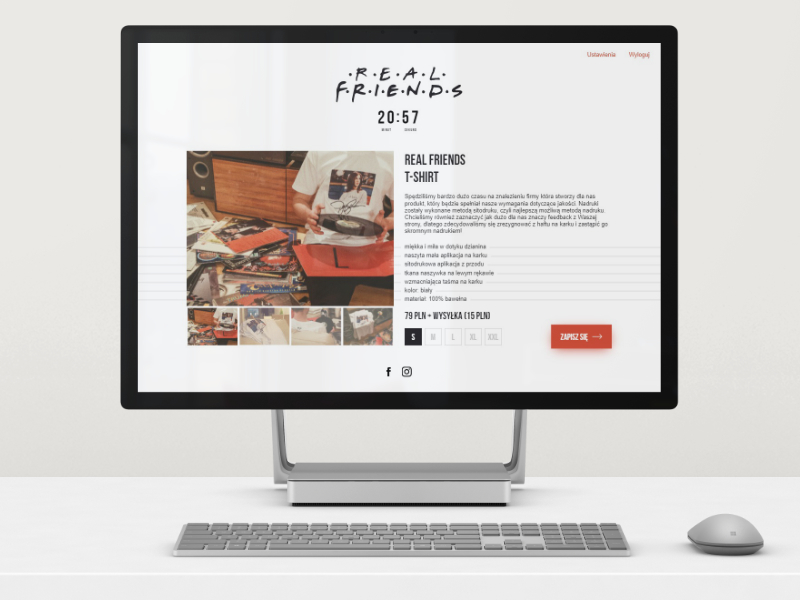 Ustawienia Wyloguj
·R·E·A·L·
F·R·I·E·N·D·S
20:57
REAL FRIENDS
T-SHIRT
Spędziliśmy bardzo dużo czasu na znalezieniu firmy która stworzy dla nas
produkt, który będzie spełniał nasze wymagania dotyczące jakości. Nadruki
zostały wykonane metodą sitodruku, czyli najlepszą możliwą metodą nadruku.
Chcieliśmy również zaznaczyć jak dużo dla nas znaczy feedback z Waszej
strony, dlatego zdecydowaliśmy się zrezygnować z haftu na karku i zastąpić go
skromnym nadrukiem!
miękka i miła w dotyku dzianina
naszyta mała aplikacja na karku
sitodrukowa aplikacja z przodu
tkana naszywka na lewym rękawie
wzmacniająca taśma na karku
kolor: biały
materiał: 100% bawełna
79 PLN + WYSYŁKA (15 PLN)
S M L XL XXL
ZAPISZ SIĘ →